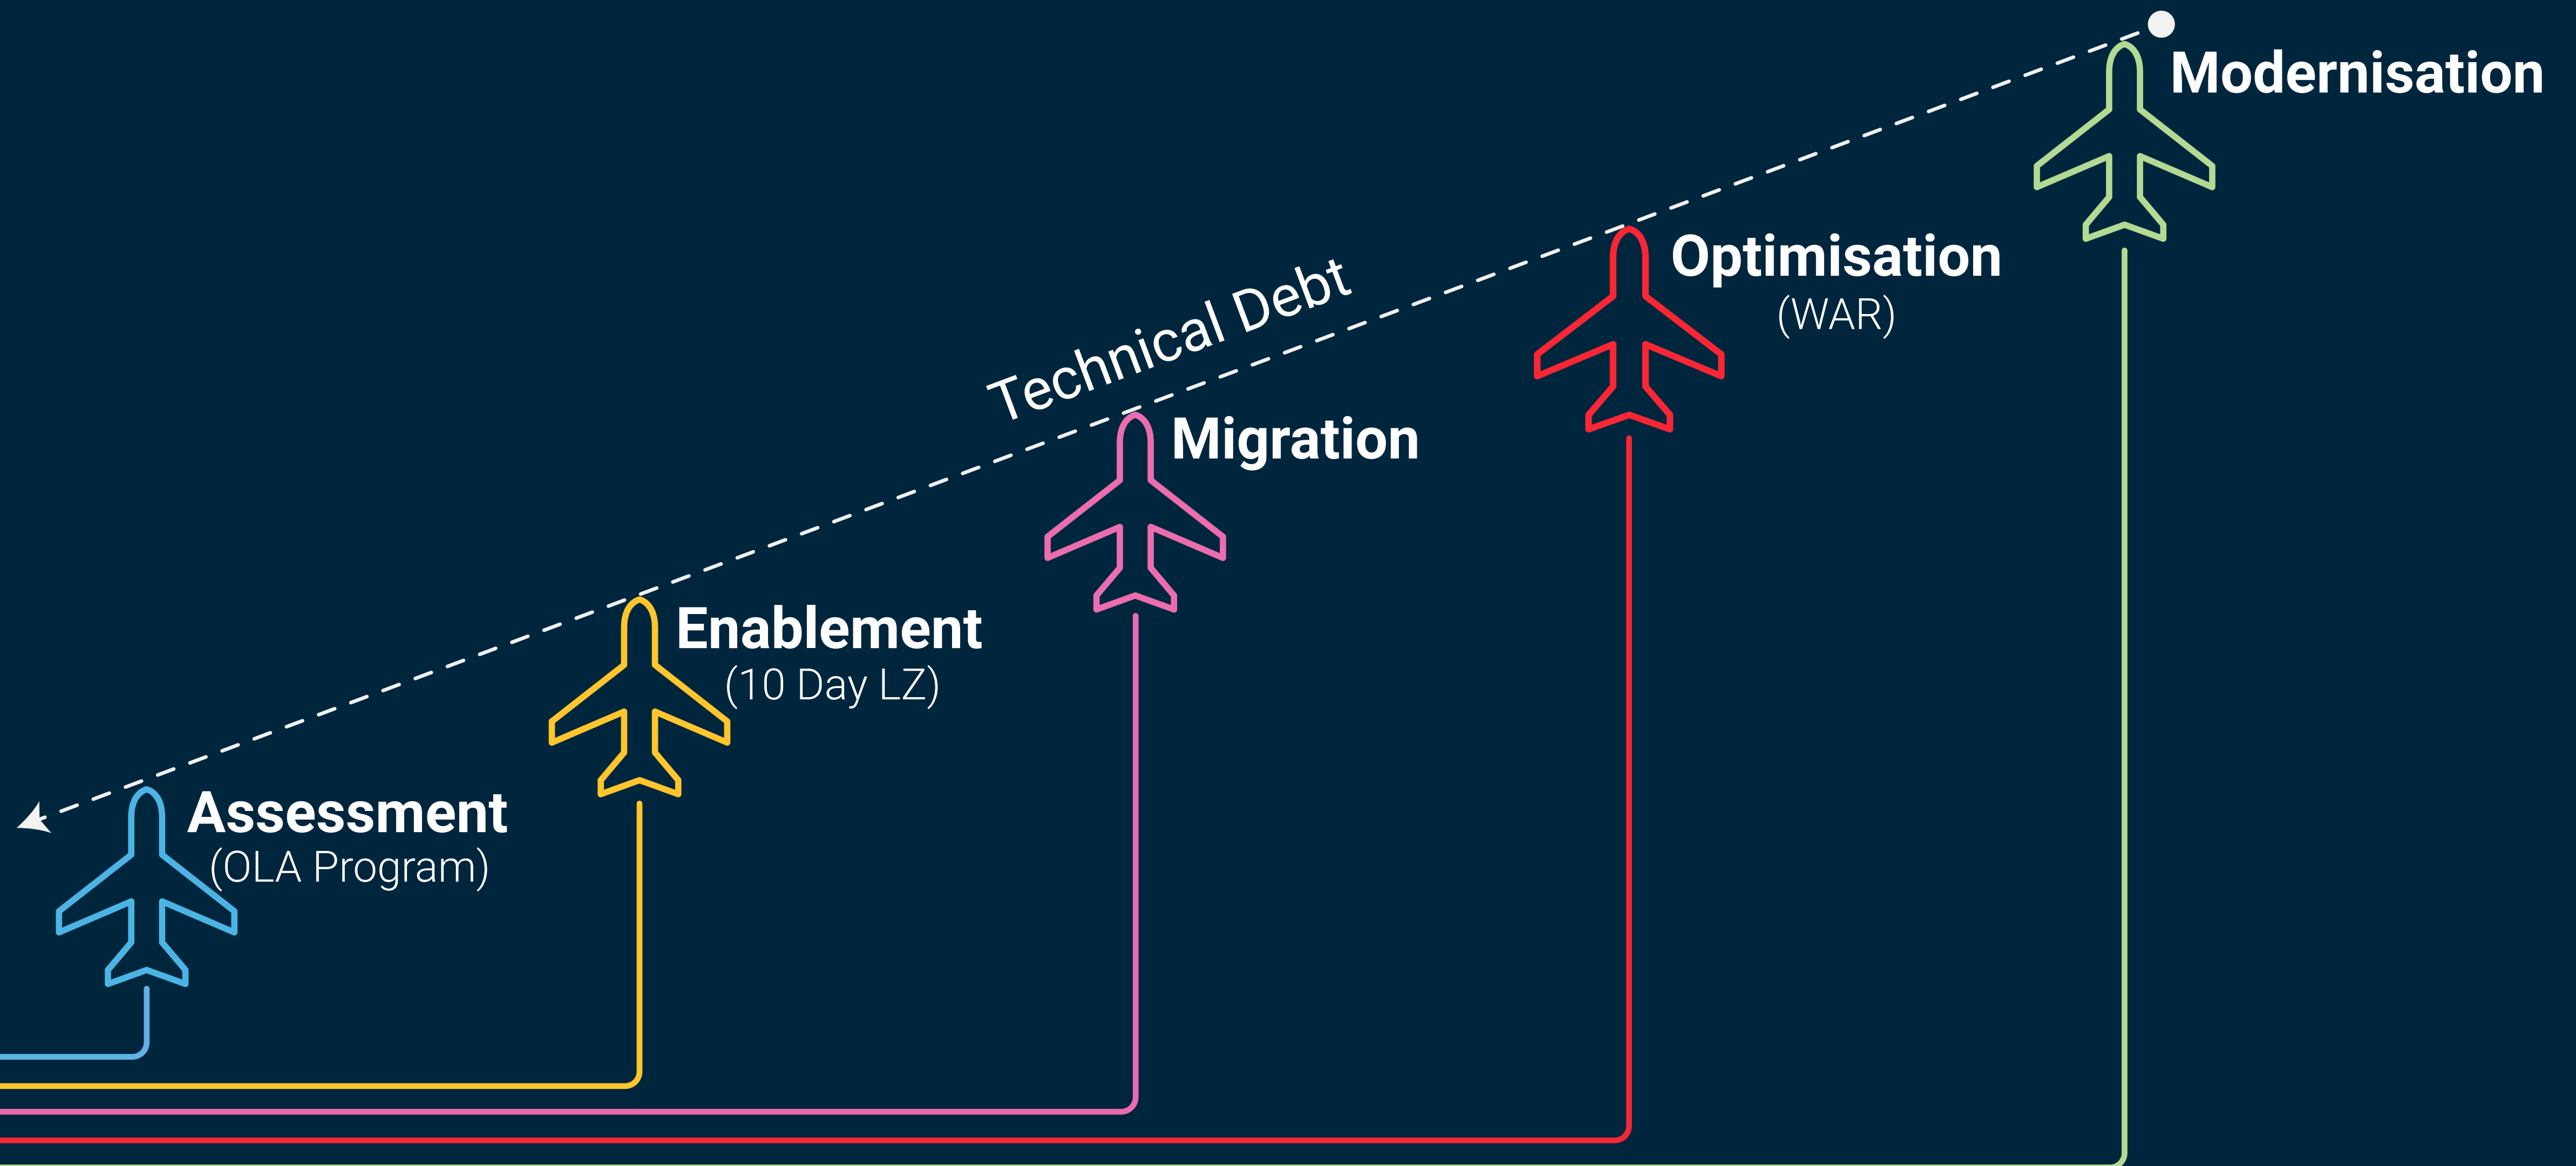 Modernisation
Optimisation
(WAR)
Technical Debt
Migration
Enablement
(10 Day LZ)
Assessment
(OLA Program)